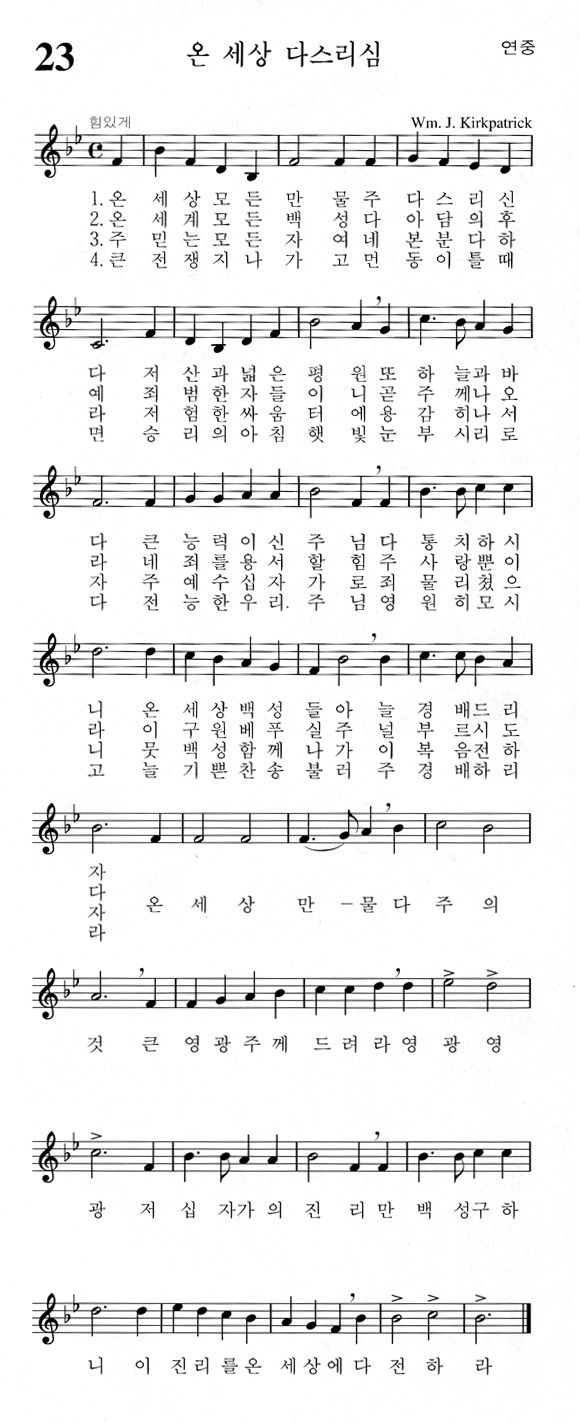 23 온 세상 다스리심 연중
힘있게 Wm. J. Kirkpatrick
1. 온 세 상 모 든 만 물 주 다 스 리 신
2. 온 세 계 모 든 백 성 다 아 담 의 후
3. 주 믿 는 모 든 자 여 네 본 분 다 하
4. 큰 전 쟁 지 나 가 고 먼 동 이 틀 때
다 저 산 과 넓 은 평 원 또 하 늘 과 바
예 죄 범 한 자 들 이 니 곧 주 께 나 오
라 저 험 한 싸 움 터 에 용 감 히 나 서
면 승 리 의 아 침 햇 빛 눈 부 시 리 로
다 큰 능 력 이 신 주 님 다 통 치 하 시
라 네 죄 를 용 서 할 힘 주 사 랑 뿐 이
자 주 예 수 십 자 가 로 죄 물 리 쳤 으
다 전 능 한 우 리. 주 님 영 원 히 모 시
니 온 세 상 백 성 들 아 늘 경 배 드 리
라 이 구 원 베 푸 실 주 널 부 르 시 도
니 뭇 백 성 함 께 나 가 이 복 음 전 하
고 늘 기 쁜 찬 송 불 러 주 경 배 하 리
자
다
자
라
온 세 상 만 – 물 다 주 의
것 큰 영 광 주 께 드 려 라 영 광 영
광 저 십 자 가 의 진 리 만 백 성 구 하
니 이 진 리 를 온 세 상 에 다 전 하 라